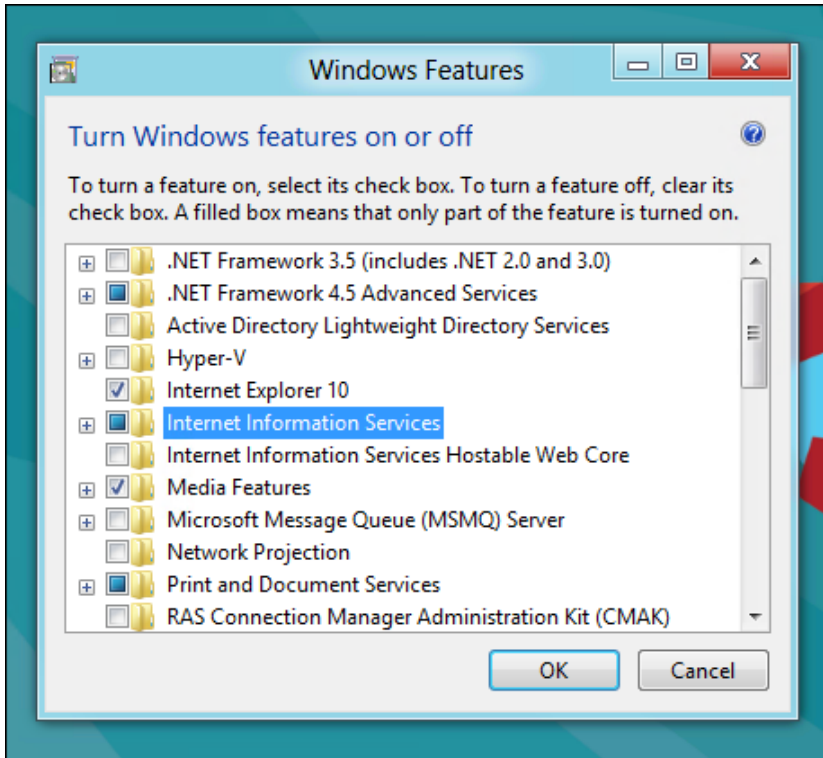 Windows Features
Turn Windows features on or off
To turn a feature on, select its check box. To turn a feature off, clear its
check box. A filled box means that only part of the feature is turned on.
.NET Framework 3.5 (includes .NET 2.0 and 3.0)
.NET Framework 4.5 Advanced Services
Active Directory Lightweight Directory Services
Hyper-V
Internet Explorer 10
Internet Information Services
Internet Information Services Hostable Web Core
Media Features
Microsoft Message Queue (MSMQ) Server
Network Projection
Print and Document Services
RAS Connection Manager Administration Kit (CMAK)
OK Cancel